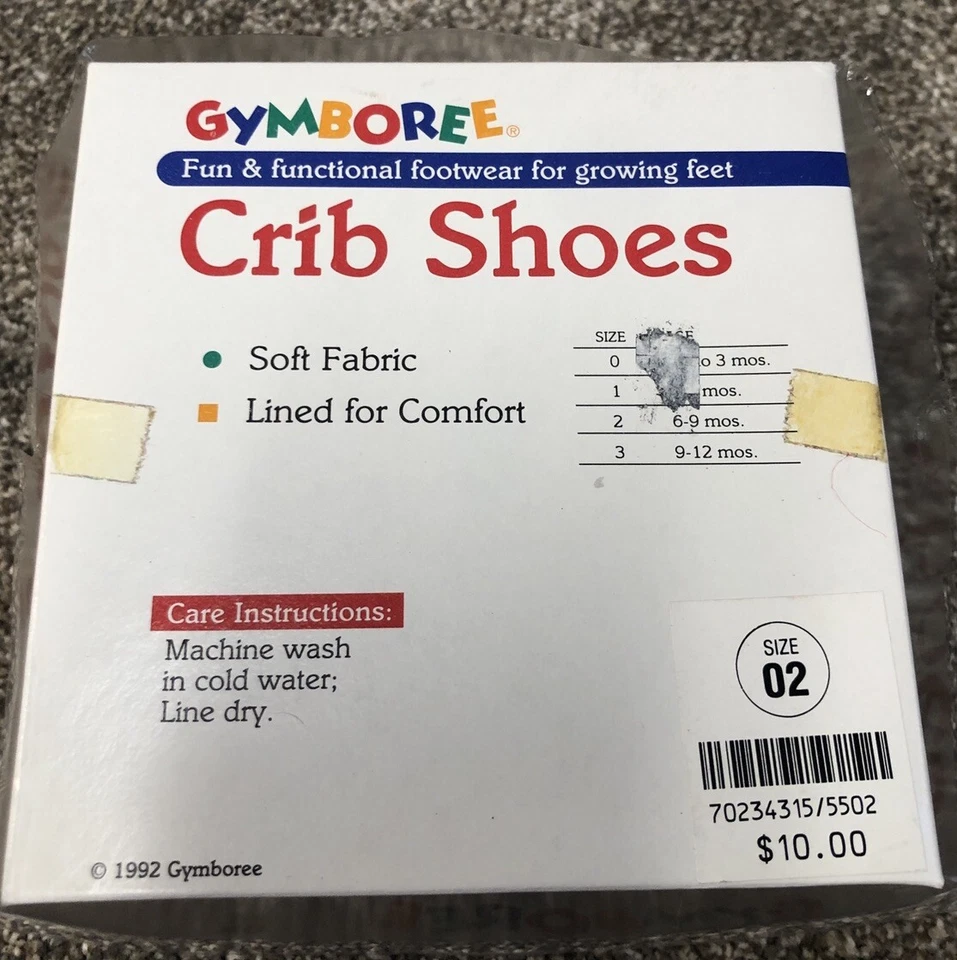 GYMBOREE®
Fun & functional footwear for growing feet
Crib Shoes
Soft Fabric
Lined for Comfort
SIZE
0 o 3 mos.
1 mos.
2 6-9 mos.
3 9-12 mos.
Care Instructions:
Machine wash
in cold water;
Line dry.
SIZE
02
70234315/5502
$10.00
© 1992 Gymboree